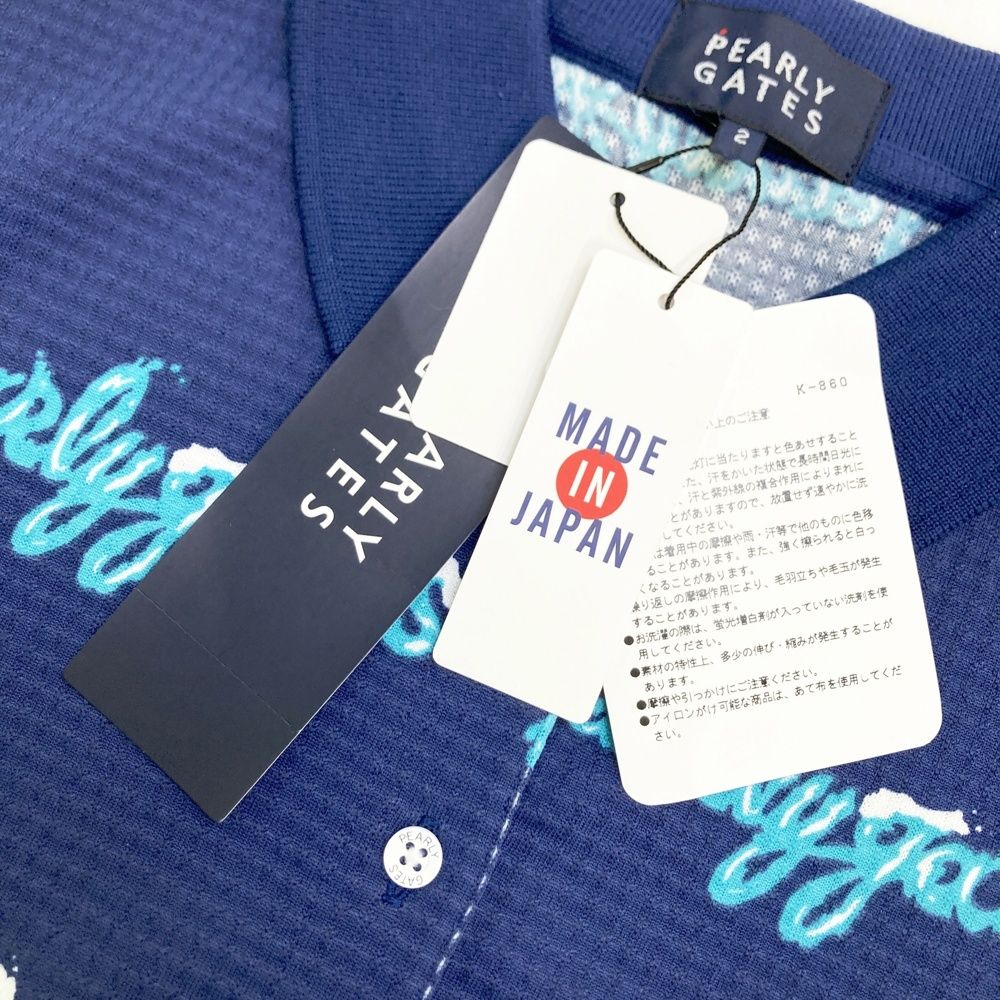 PEARLY
GATES
2
ARLY
GATES
MADE
IN
JAPAN
K-860
い上のご注意
灯に当たりますと色あせすること
た、汗をかいた状態で長時間日光に
、汗と紫外線の複合作用によりまれに
とがありますので、放置せず速やかに洗
してください。
は着用中の摩擦や雨・汗等で他のものに色移
ることがあります。また、強く擦られると白っ
くなることがあります。
繰り返しの摩擦作用により、毛羽立ちや毛玉が発生
することがあります。
●お洗濯の際は、蛍光増白剤が入っていない洗剤を使
用してください。
●素材の特性上、多少の伸び・縮みが発生することが
あります。
●摩擦や引っかけにご注意ください。
●アイロンがけ可能な商品は、あて布を使用してくだ
さい。
PEARLY
GATES